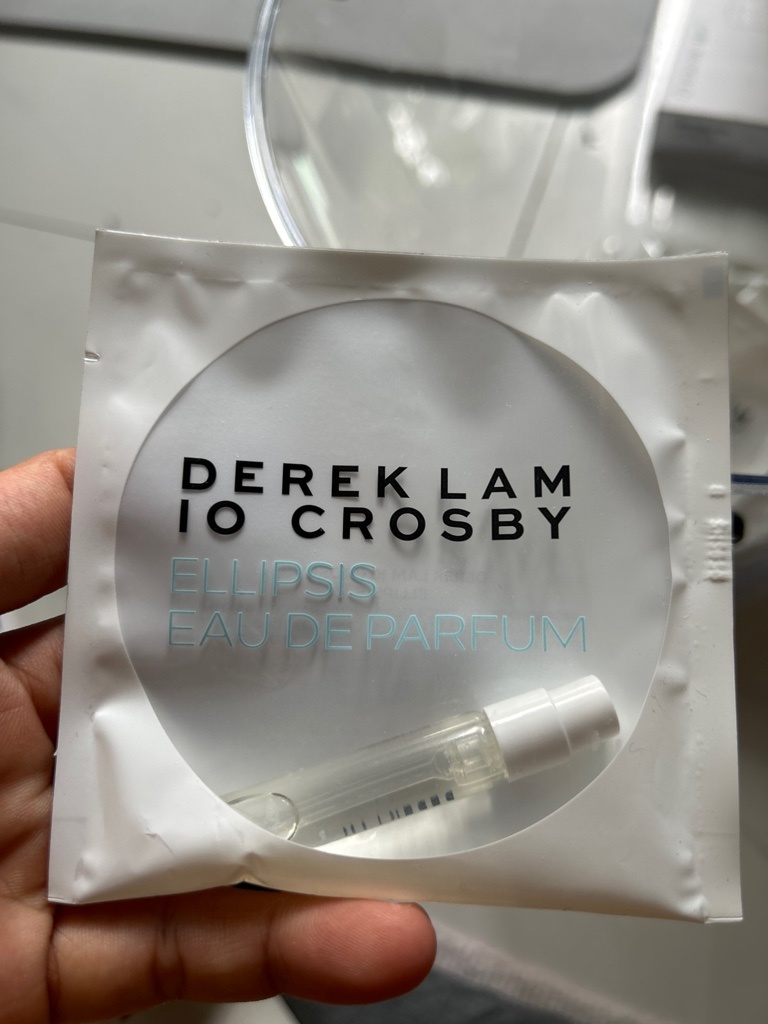 DEREK LAM
10 CROSBY
ELLIPSIS
EAU DE PARFUM